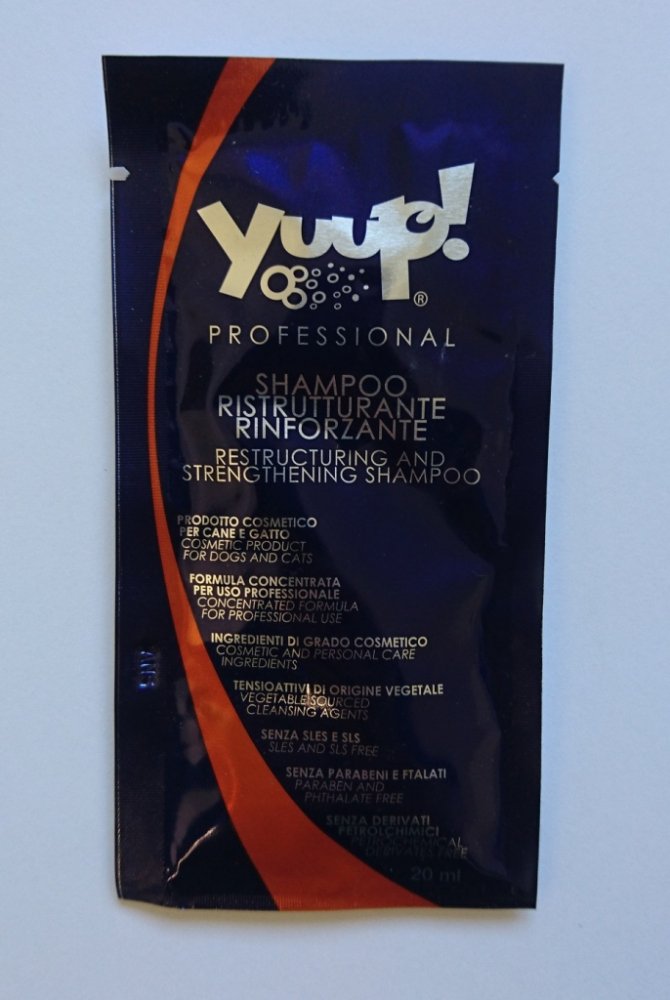 yuup!
®
PROFESSIONAL
SHAMPOO
RISTRUTTURANTE
RINFORZANTE
RESTRUCTURING AND
STRENGTHENING SHAMPOO
PRODOTTO COSMETICO
PER CANE E GATTO
COSMETIC PRODUCT
FOR DOGS AND CATS
FORMULA CONCENTRATA
PER USO PROFESSIONALE
CONCENTRATED FORMULA
FOR PROFESSIONAL USE
INGREDIENTI DI GRADO COSMETICO
COSMETIC AND PERSONAL CARE
INGREDIENTS
TENSIOATTIVI DI ORIGINE VEGETALE
VEGETABLE SOURCED
CLEANSING AGENTS
SENZA SLES E SLS
SLES AND SLS FREE
SENZA PARABENI E FTALATI
PARABEN AND
PHTHALATE FREE
SENZA DERIVATI
PETROLCHIMICI
PETROCHEMICAL
DERIVATES FREE
20 ml